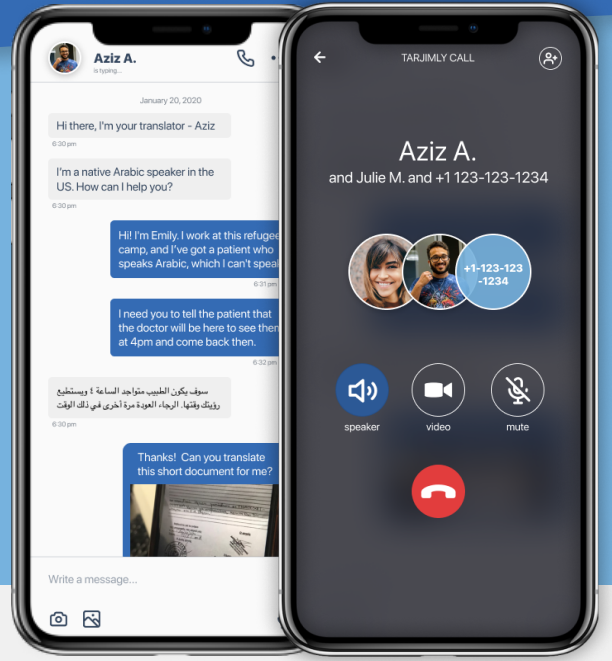 Aziz A.
is typing...
January 20, 2020
Hi there, I'm your translator - Aziz
6:30 pm
I'm a native Arabic speaker in the
US. How can I help you?
6:30 pm
Hi! I'm Emily. I work at this refugee
camp, and I've got a patient who
speaks Arabic, which I can't
6:31 pm
I need you to tell the patient that
the doctor will be here to see
at 4pm and come back then.
6:32 pm
سوف يكون الطبيب متواجد الساعة ٤ ويستطيع
رؤيتك وقتها. الرجاء العودة مرة أخرى في ذلك الوقت
6:30 pm
Thanks! Can you translate
this short document for me?
Write a message...
TARJIMLY CALL
Aziz A.
and Julie M. and +1 123-123-1234
+1-123-123
-1234
speaker
video
mute